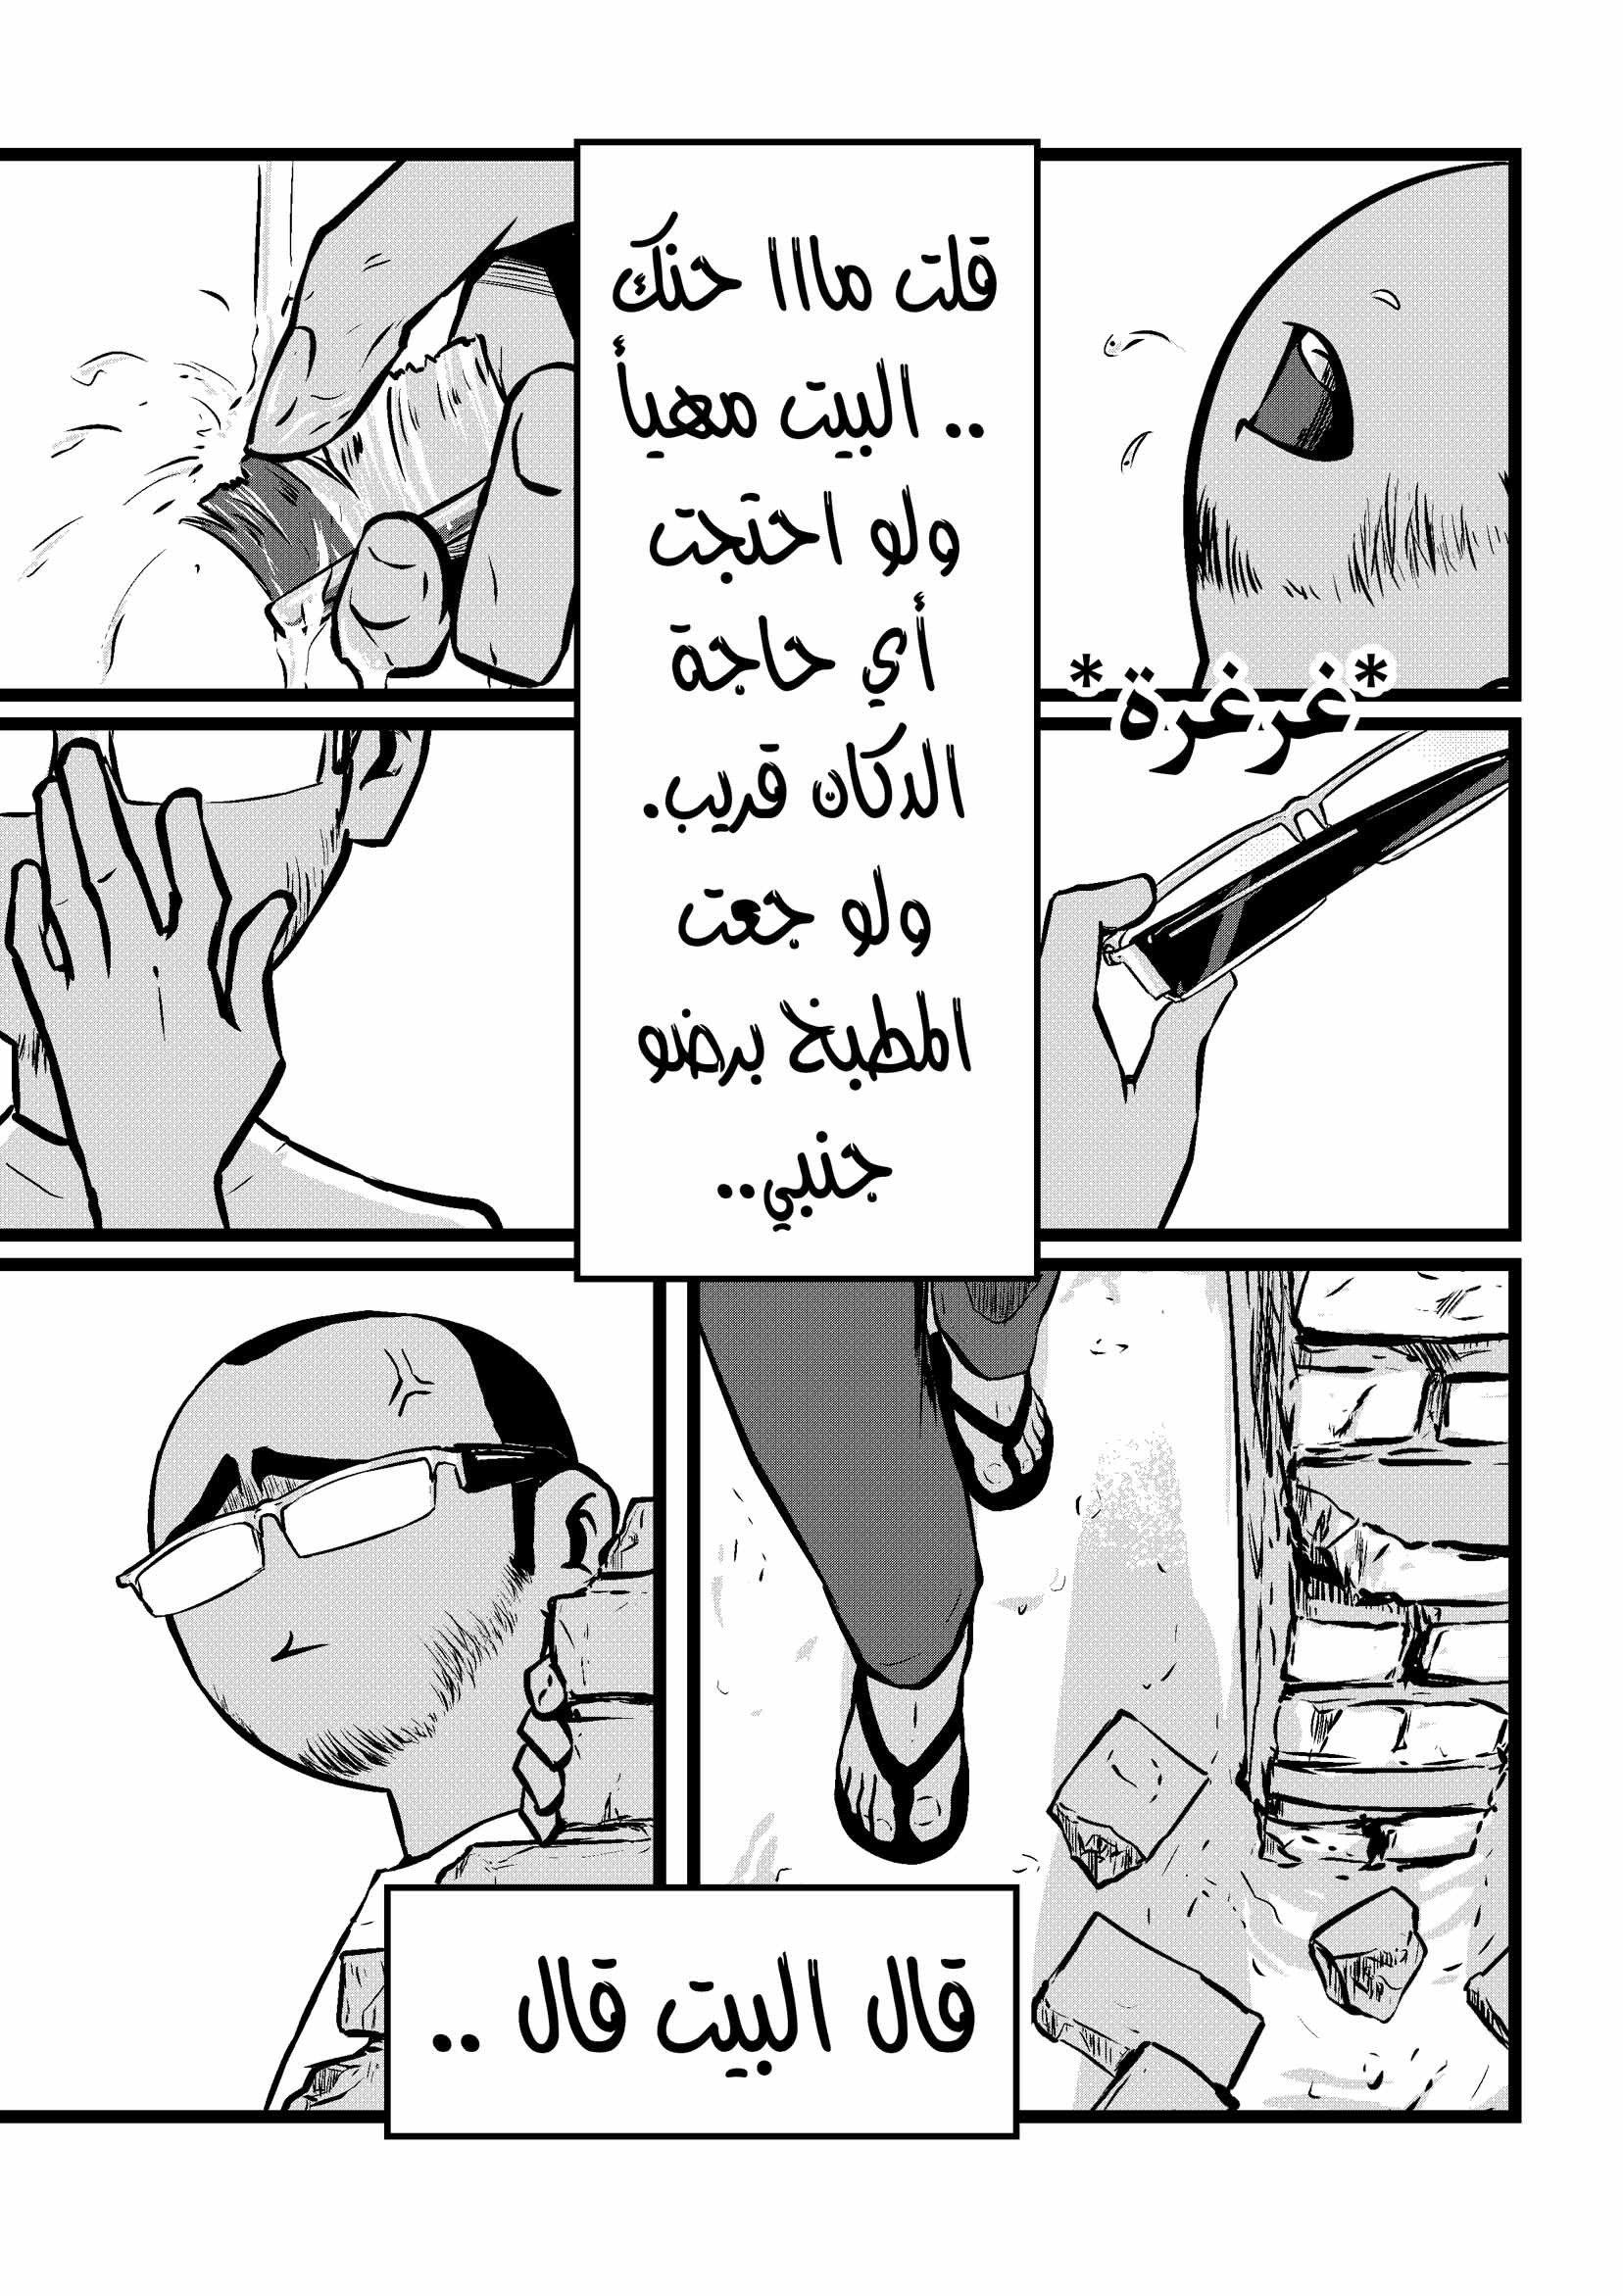 قلت مااا حنك
.. البيت مهيأ
ولو احتجت
أي حاجة
الدكان قريب.
ولو جعت
المطبخ برضو
جنبي..
*غرغرة*
قال البيت قال ..